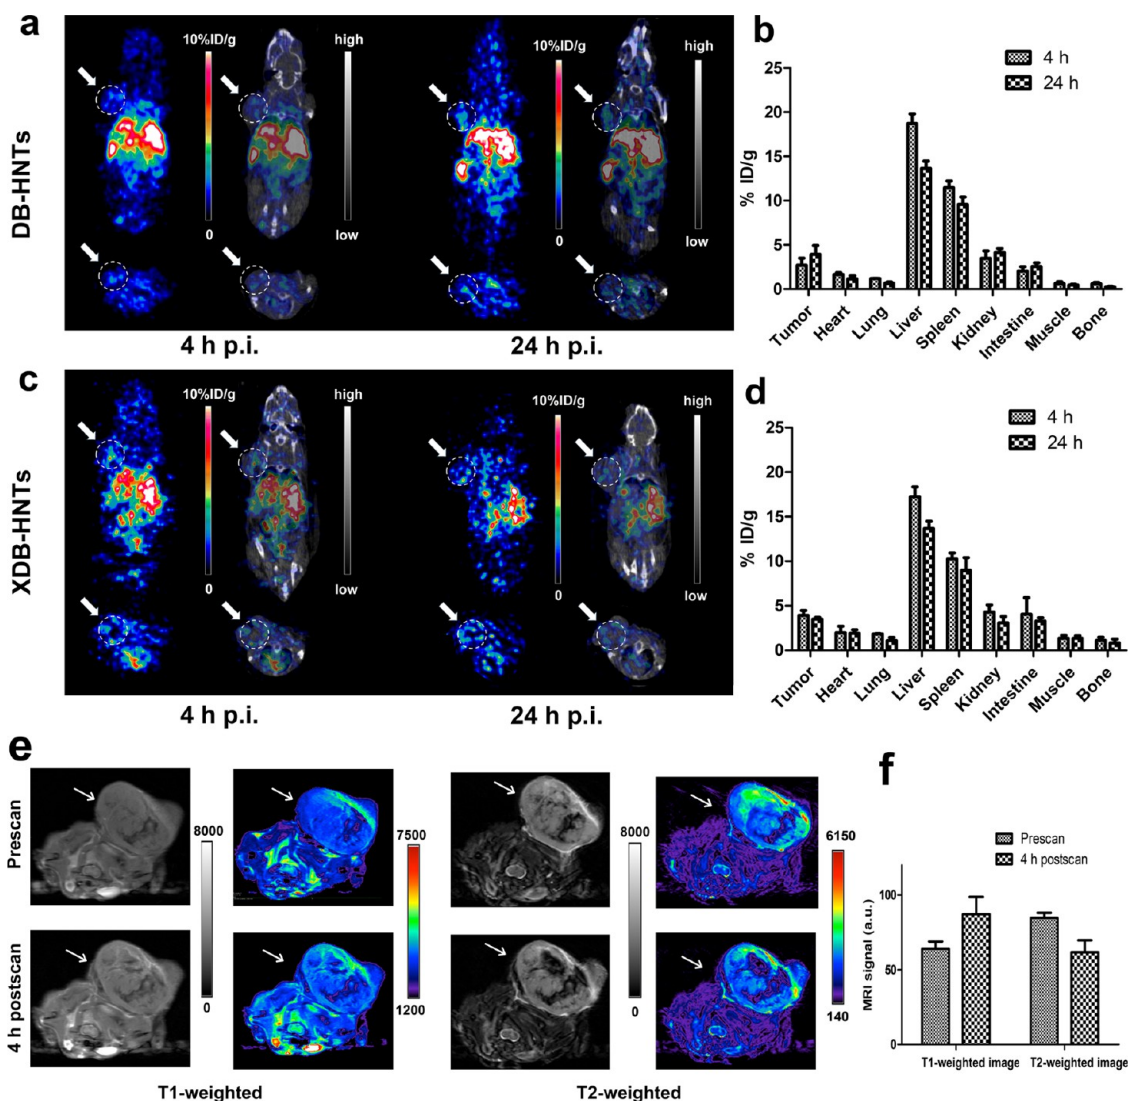 a
DB-HNTs
10%ID/g
high
0
low
10%ID/g
high
0
low
4 h p.i.
24 h p.i.
b
4 h
24 h
% ID/g
25
20
15
10
5
0
Tumor
Heart
Lung
Liver
Spleen
Kidney
Intestine
Muscle
Bone
c
XDB-HNTs
10%ID/g
high
0
low
10%ID/g
high
0
low
4 h p.i.
24 h p.i.
d
4 h
24 h
% ID/g
25
20
15
10
5
0
Tumor
Heart
Lung
Liver
Spleen
Kidney
Intestine
Muscle
Bone
e
Prescan
4 h postscan
8000
0
7500
1200
8000
0
6150
140
T1-weighted
T2-weighted
f
Prescan
4 h postscan
MRI signal (a.u.)
100
50
0
T1-weighted image
T2-weighted image